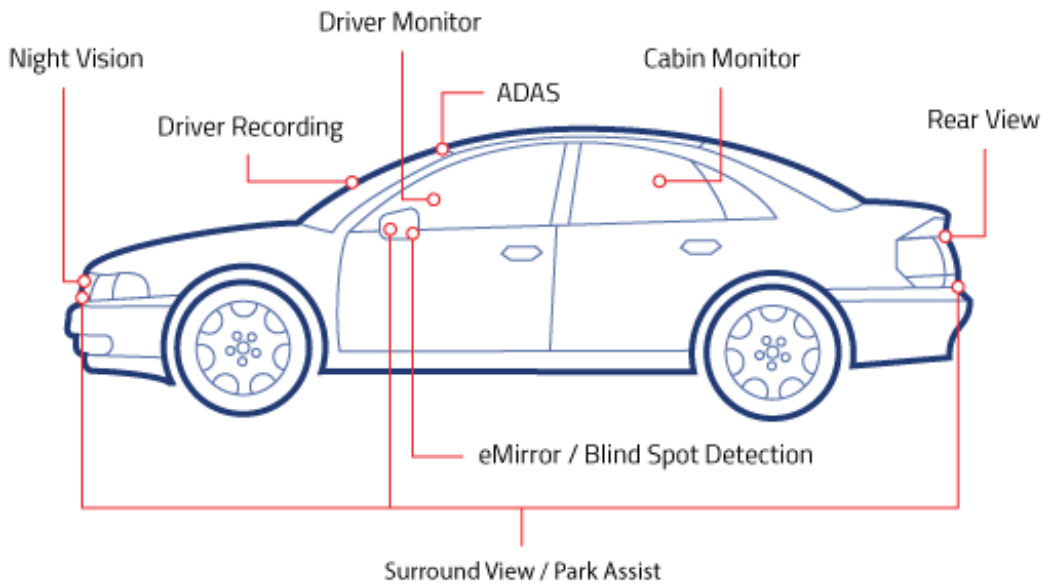 Driver Monitor
Night Vision
Cabin Monitor
ADAS
Driver Recording
Rear View
eMirror / Blind Spot Detection
Surround View / Park Assist